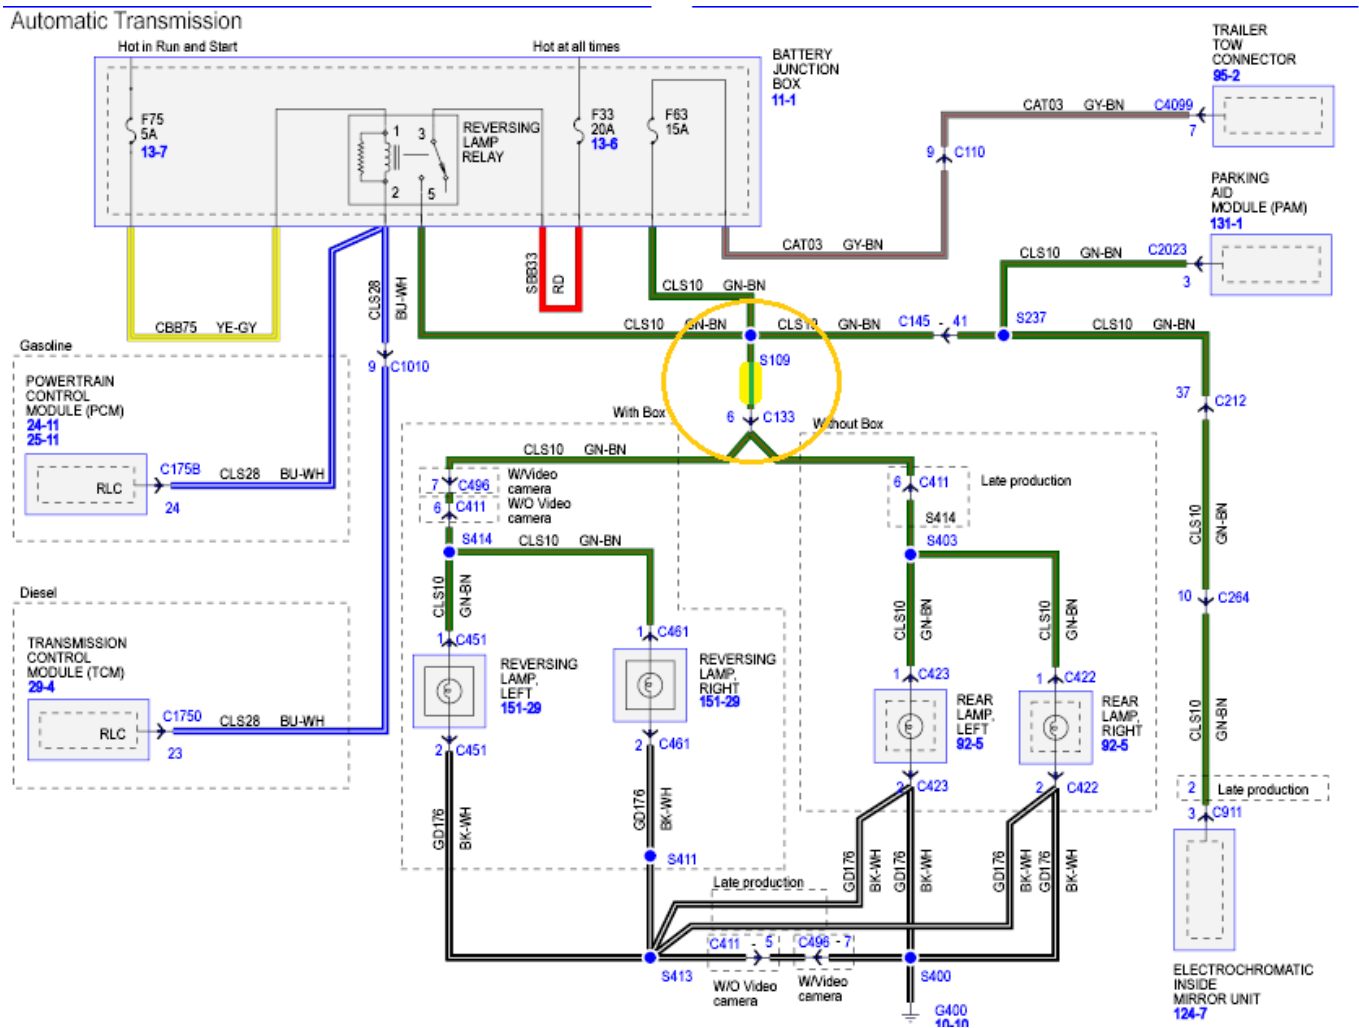 Automatic Transmission
Hot in Run and Start
Hot at all times
BATTERY
JUNCTION
BOX
11-1
TRAILER
TOW
CONNECTOR
95-2
F75
5A
13-7
1
3
2
5
REVERSING
LAMP
RELAY
F33
20A
13-6
F63
15A
CAT03 GY-BN
C4099
7
9 C110
PARKING
AID
MODULE (PAM)
131-1
CAT03 GY-BN
CLS10 GN-BN
C2023
3
CLS28
BU-WH
SBB33
RD
CLS10 GN-BN
CBB75 YE-GY
CLS10 GN-BN
CLS10 GN-BN
C145 - 41
S237
CLS10 GN-BN
S109
Gasoline
9 C1010
POWERTRAIN
CONTROL
MODULE (PCM)
24-11
25-11
RLC
C175B
24
CLS28 BU-WH
With Box
6 C133
Without Box
37 C212
CLS10 GN-BN
7 C496
W/Video
camera
6 C411
W/O Video
camera
6 C411
Late production
S414
S414
CLS10 GN-BN
S403
CLS10
GN-BN
CLS10
GN-BN
CLS10
GN-BN
CLS10
GN-BN
10 C264
Diesel
TRANSMISSION
CONTROL
MODULE (TCM)
29-4
RLC
C1750
23
CLS28 BU-WH
1 C451
REVERSING
LAMP,
LEFT
151-29
2 C451
1 C461
REVERSING
LAMP,
RIGHT
151-29
2 C461
1 C423
REAR
LAMP,
LEFT
92-5
2 C423
1 C422
REAR
LAMP,
RIGHT
92-5
2 C422
CLS10
GN-BN
2 Late production
3 C911
GD176
BK-WH
GD176
BK-WH
S411
GD176
BK-WH
GD176
BK-WH
GD176
BK-WH
GD176
BK-WH
Late production
C411 - 5
C496 - 7
S413
W/O Video
camera
W/Video
camera
S400
G400
10-10
ELECTROCHROMATIC
INSIDE
MIRROR UNIT
124-7